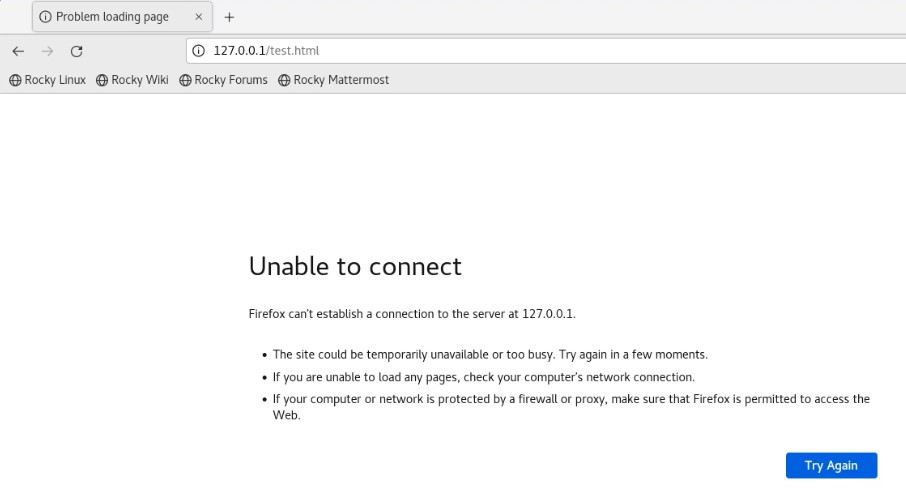 Problem loading page
127.0.0.1/test.html
Rocky Linux Rocky Wiki Rocky Forums Rocky Mattermost
Unable to connect
Firefox can't establish a connection to the server at 127.0.0.1.
• The site could be temporarily unavailable or too busy. Try again in a few moments.
• If you are unable to load any pages, check your computer's network connection.
• If your computer or network is protected by a firewall or proxy, make sure that Firefox is permitted to access the
Web.
Try Again